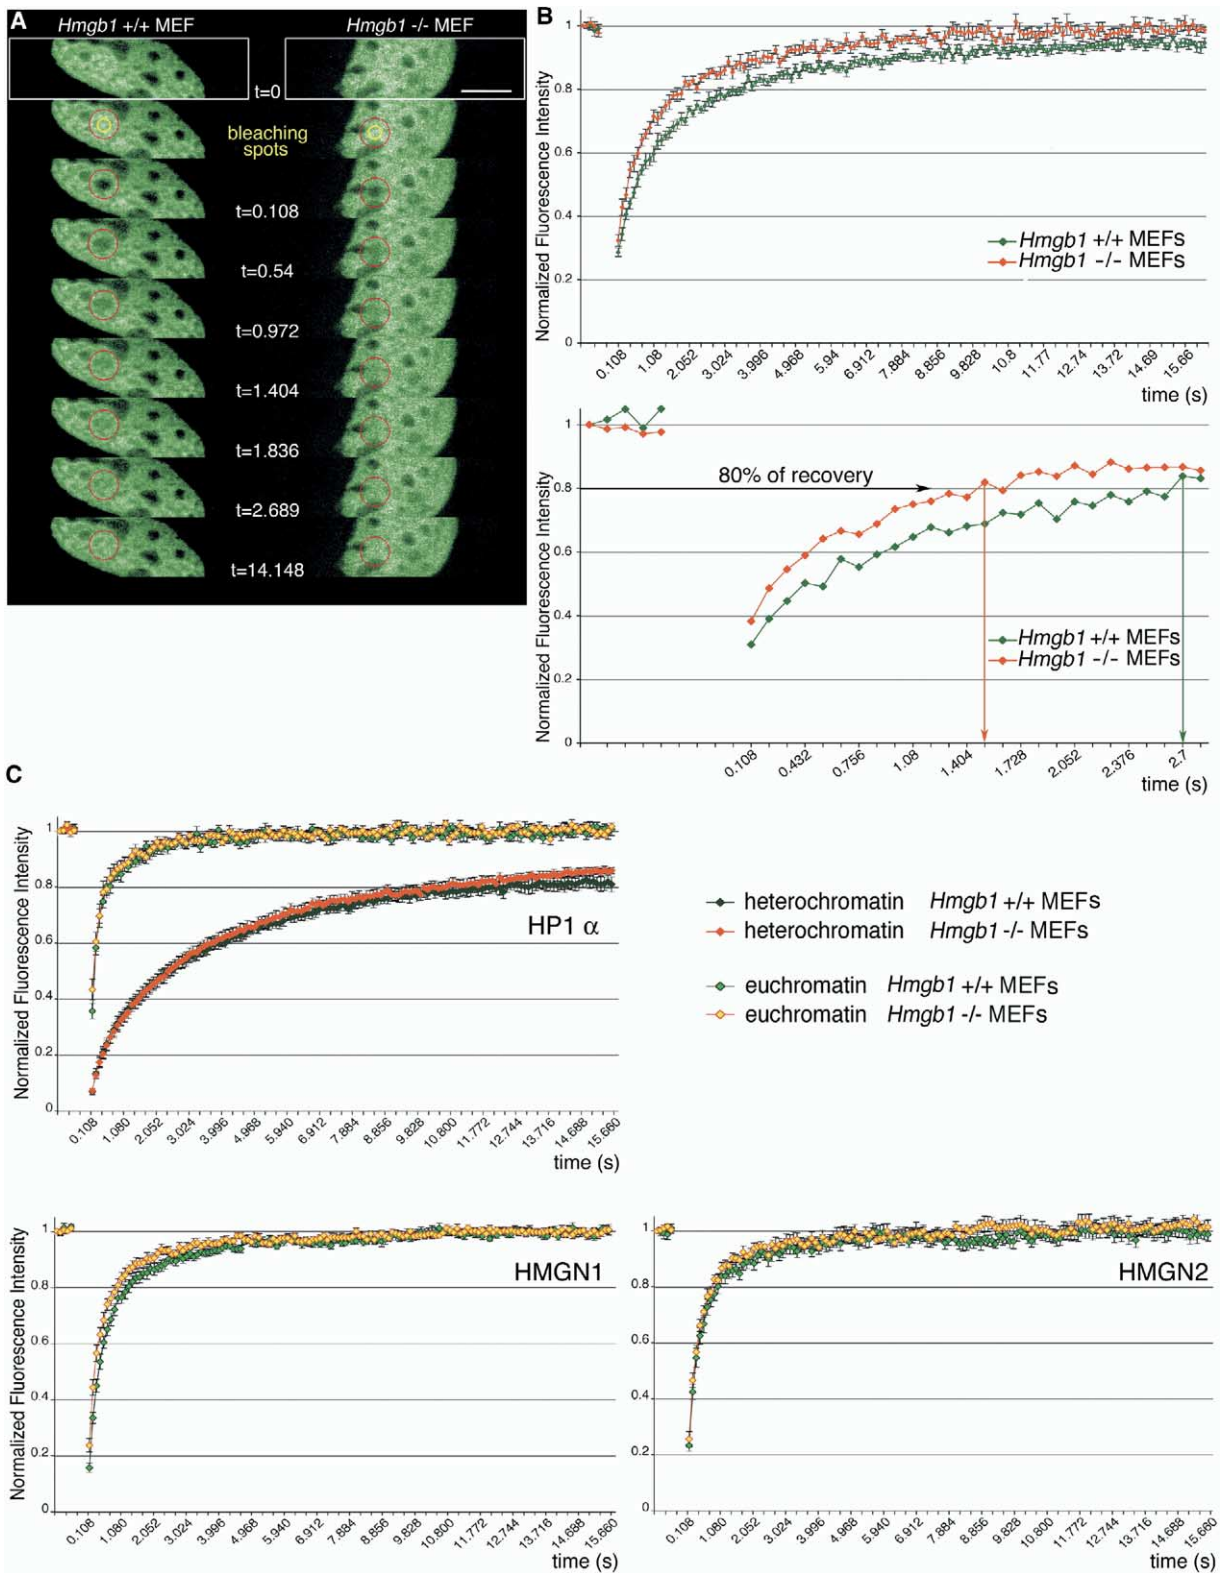 A
Hmgb1 +/+ MEF
Hmgb1 -/- MEF
t=0
bleaching
spots
t=0.108
t=0.54
t=0.972
t=1.404
t=1.836
t=2.689
t=14.148
B
Normalized Fluorescence Intensity
1
0.8
0.6
0.4
0.2
0
Hmgb1 +/+ MEFs
Hmgb1 -/- MEFs
0.108 1.08 2.052 3.024 3.996 4.968 5.94 6.912 7.884 8.856 9.828 10.8 11.77 12.74 13.72 14.69 15.66
time (s)
Normalized Fluorescence Intensity
1
0.8
0.6
0.4
0.2
0
80% of recovery
Hmgb1 +/+ MEFs
Hmgb1 -/- MEFs
0.108 0.432 0.756 1.08 1.404 1.728 2.052 2.376 2.7
time (s)
C
Normalized Fluorescence Intensity
1
0.8
0.6
0.4
0.2
0
HP1 α
0.108 1.080 2.052 3.024 3.996 4.968 5.940 6.912 7.884 8.856 9.828 10.800 11.772 12.744 13.716 14.688 15.660
time (s)
heterochromatin Hmgb1 +/+ MEFs
heterochromatin Hmgb1 -/- MEFs
euchromatin Hmgb1 +/+ MEFs
euchromatin Hmgb1 -/- MEFs
Normalized Fluorescence Intensity
1
0.8
0.6
0.4
0.2
0
HMGN1
0.108 1.080 2.052 3.024 3.996 4.968 5.940 6.912 7.884 8.856 9.828 10.800 11.772 12.744 13.716 14.688 15.660
time (s)
1
0.8
0.6
0.4
0.2
0
HMGN2
0.108 1.080 2.052 3.024 3.996 4.968 5.940 6.912 7.884 8.856 9.828 10.800 11.772 12.744 13.716 14.688 15.660
time (s)